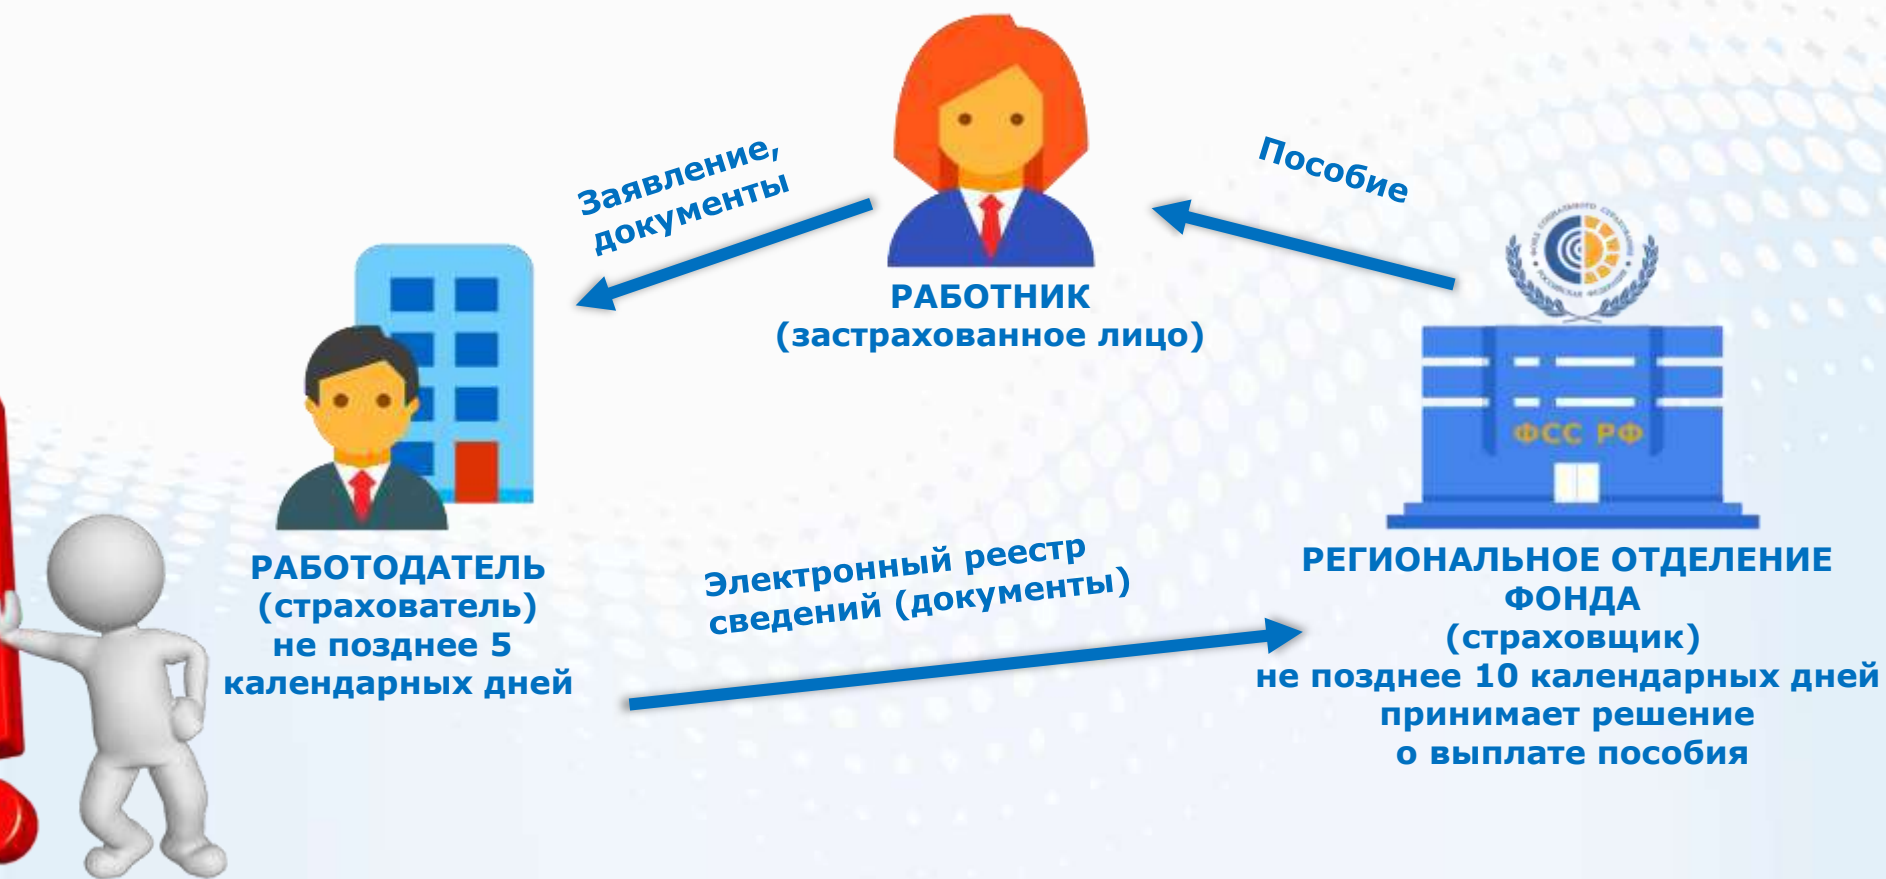 Заявление,
документы
Пособие
РАБОТНИК
(застрахованное лицо)
ФСС РФ
РАБОТОДАТЕЛЬ
(страхователь)
не позднее 5
календарных дней
Электронный реестр
сведений (документы)
РЕГИОНАЛЬНОЕ ОТДЕЛЕНИЕ
ФОНДА
(страховщик)
не позднее 10 календарных дней
принимает решение
о выплате пособия